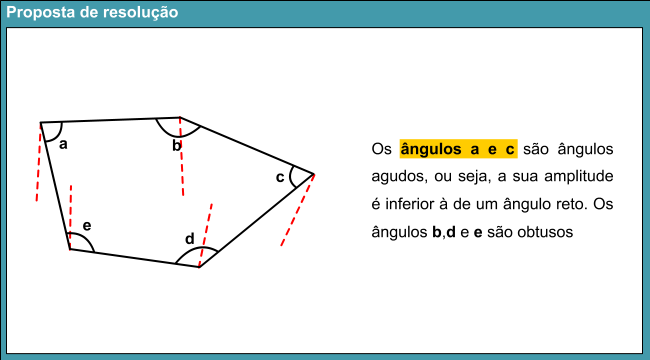 Proposta de resolução
a
b
c
e
d
Os ângulos a e c são ângulos
agudos, ou seja, a sua amplitude
é inferior à de um ângulo reto. Os
ângulos b,d e e são obtusos